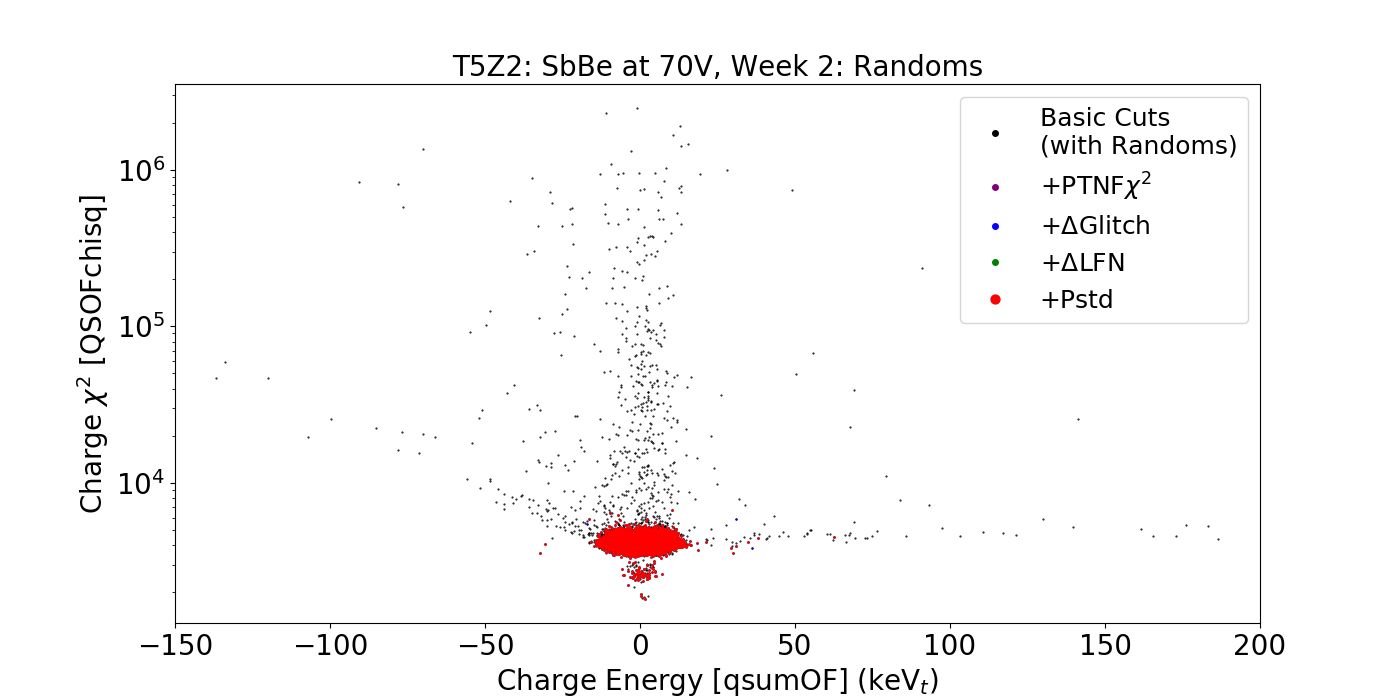 T5Z2: SbBe at 70V, Week 2: Randoms
Charge χ² [QSOFchisq]
10⁶
10⁵
10⁴
Basic Cuts
(with Randoms)
+PTNFχ²
+ΔGlitch
+ΔLFN
+Pstd
−150 −100 −50 0 50 100 150 200
Charge Energy [qsumOF] (keVₜ)